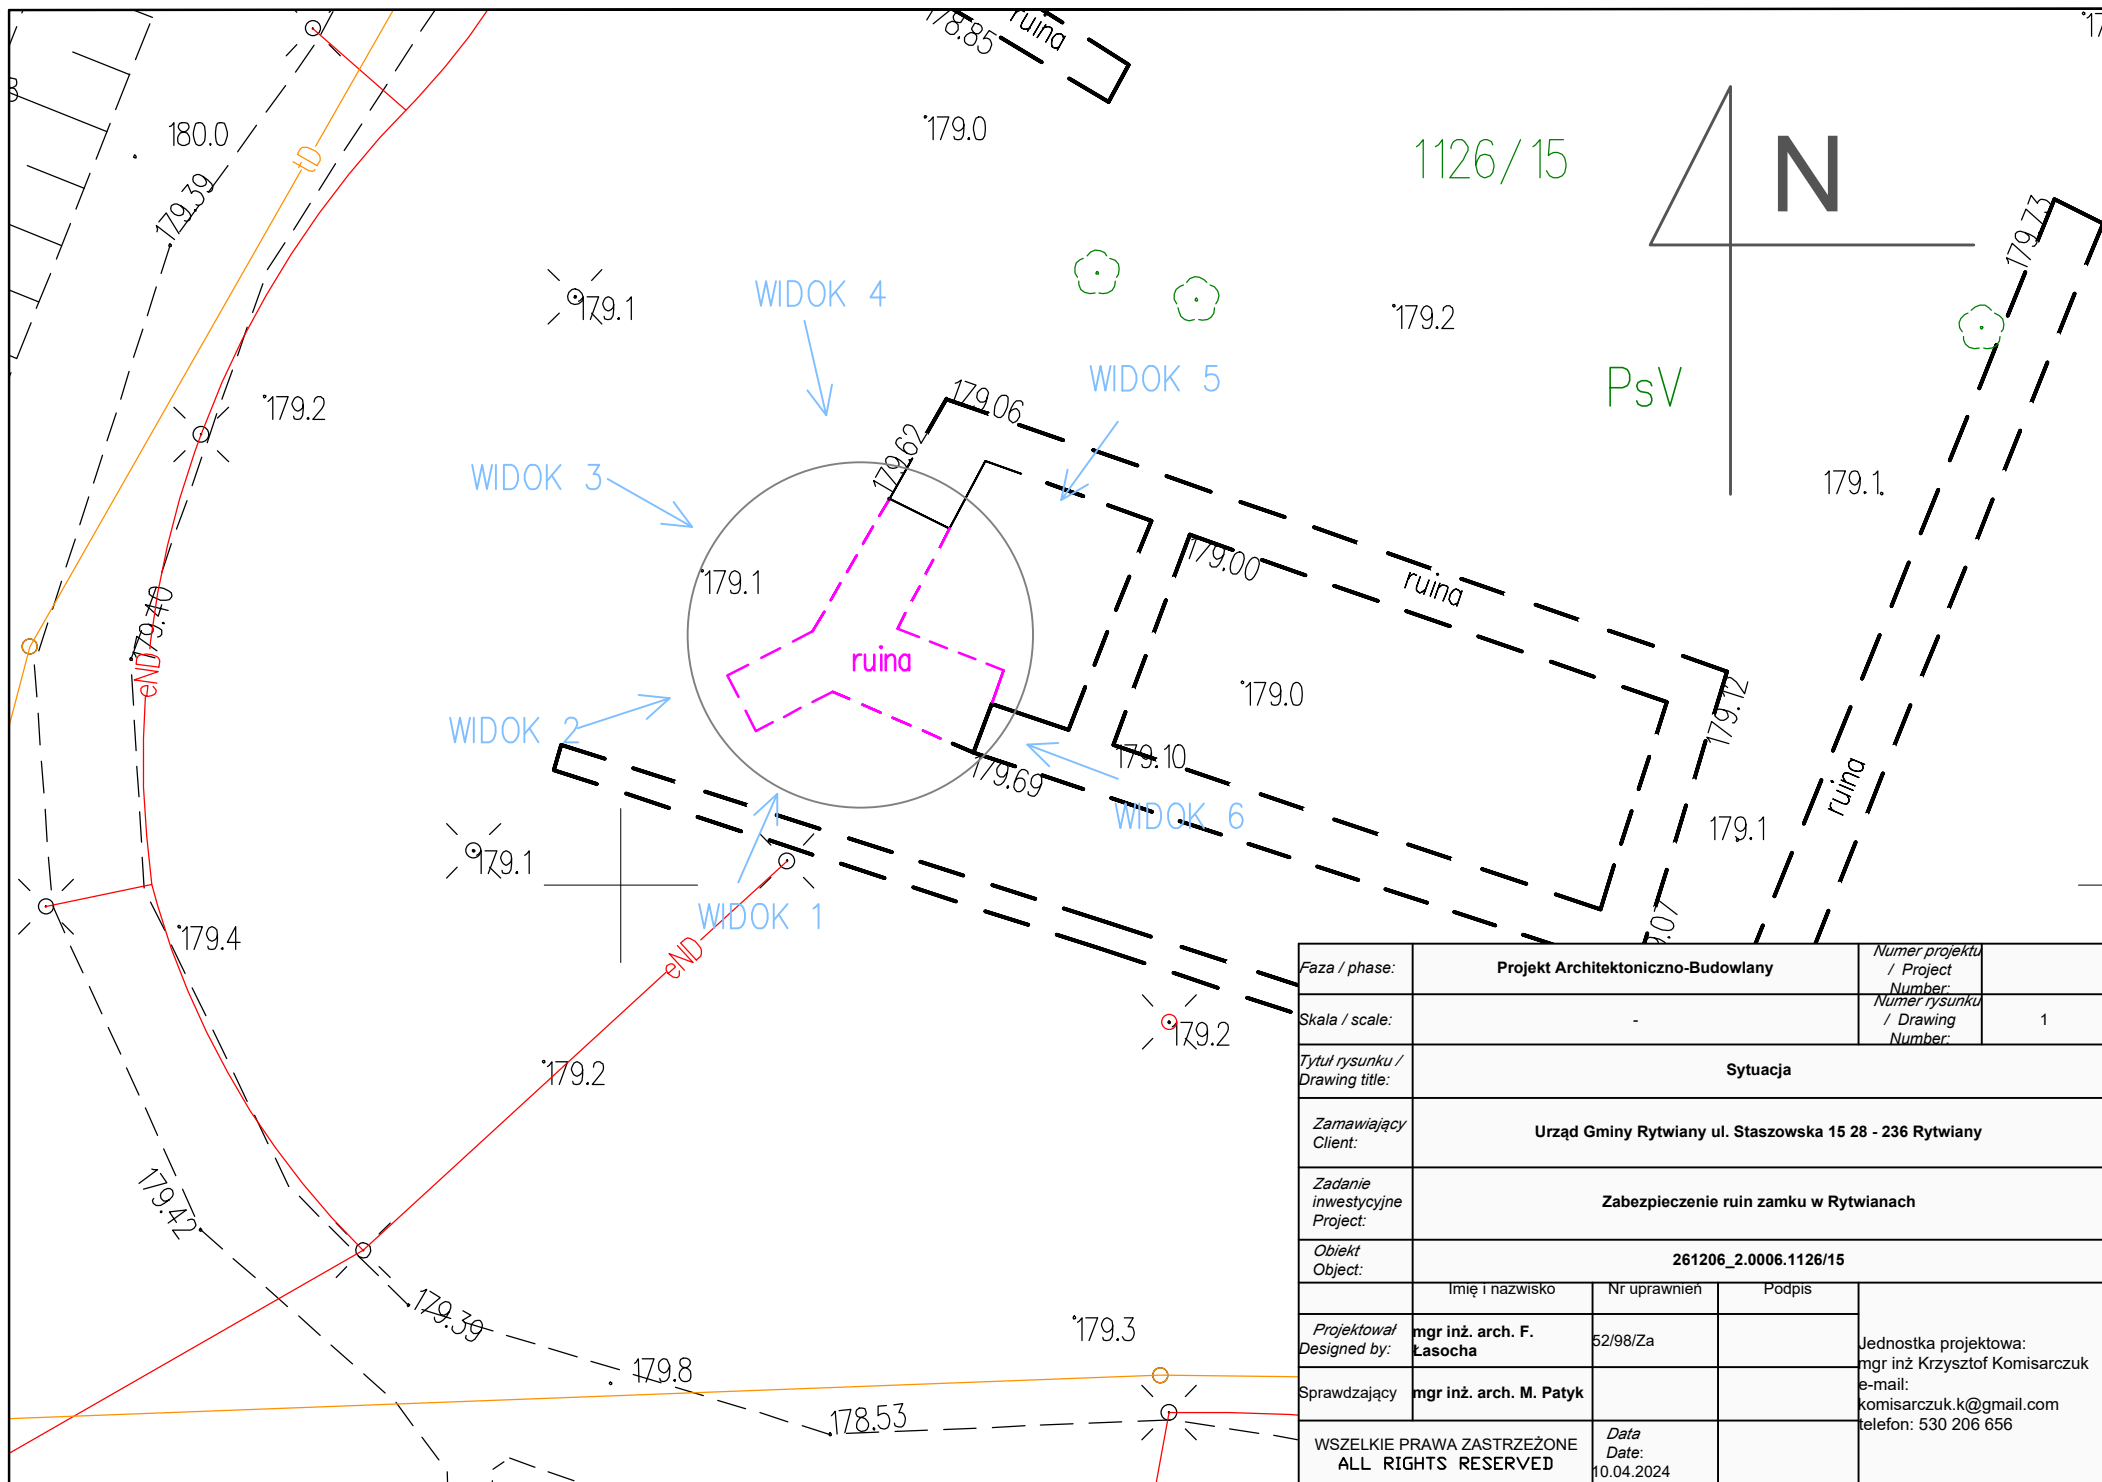 178.85
ruina
180.0
179.0
1126/15
N
tD
179.39
179.73
WIDOK 4
179.1
179.2
WIDOK 5
PsV
179.2
179.06
179.62
WIDOK 3
179.1
179.00
ruina
179.1
179.40
eND
ruina
179.0
179.12
WIDOK 2
179.10
179.69
ruina
WIDOK 6
179.1
179.1
WIDOK 1
179.4
eND
9.07
179.2
179.2
179.42
179.39
179.3
179.8
178.53
Faza / phase:
Projekt Architektoniczno-Budowlany
Numer projektu
/ Project
Number:
Skala / scale:
-
Numer rysunku
/ Drawing
Number:
1
Tytuł rysunku /
Drawing title:
Sytuacja
Zamawiający
Client:
Urząd Gminy Rytwiany ul. Staszowska 15 28 - 236 Rytwiany
Zadanie
inwestycyjne
Project:
Zabezpieczenie ruin zamku w Rytwianach
Obiekt
Object:
261206_2.0006.1126/15
Imię i nazwisko
Nr uprawnień
Podpis
Projektował
Designed by:
mgr inż. arch. F.
Łasocha
52/98/Za
Sprawdzający
mgr inż. arch. M. Patyk
Jednostka projektowa:
mgr inż Krzysztof Komisarczuk
e-mail:
komisarczuk.k@gmail.com
telefon: 530 206 656
WSZELKIE PRAWA ZASTRZEŻONE
ALL RIGHTS RESERVED
Data
Date:
10.04.2024